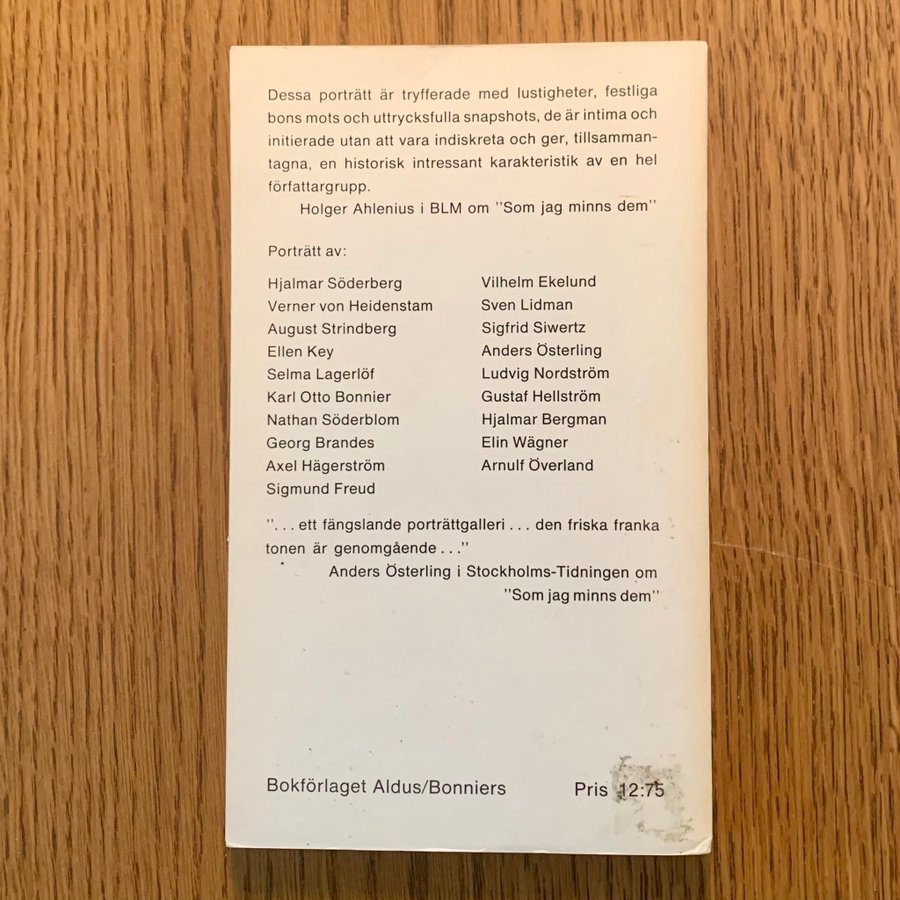 Dessa porträtt är tryfferade med lustigheter, festliga
bons mots och uttrycksfulla snapshots, de är intima och
initierade utan att vara indiskreta och ger, tillsamman-
tagna, en historisk intressant karakteristik av en hel
författargrupp.
Holger Ahlenius i BLM om "Som jag minns dem"
Porträtt av:
Hjalmar Söderberg
Verner von Heidenstam
August Strindberg
Ellen Key
Selma Lagerlöf
Karl Otto Bonnier
Nathan Söderblom
Georg Brandes
Axel Hägerström
Sigmund Freud
Vilhelm Ekelund
Sven Lidman
Sigfrid Siwertz
Anders Österling
Ludvig Nordström
Gustaf Hellström
Hjalmar Bergman
Elin Wägner
Arnulf Överland
"... ett fängslande porträttgalleri ... den friska franka
tonen är genomgående ..."
Anders Österling i Stockholms-Tidningen om
"Som jag minns dem"
Bokförlaget Aldus/Bonniers Pris 12:75